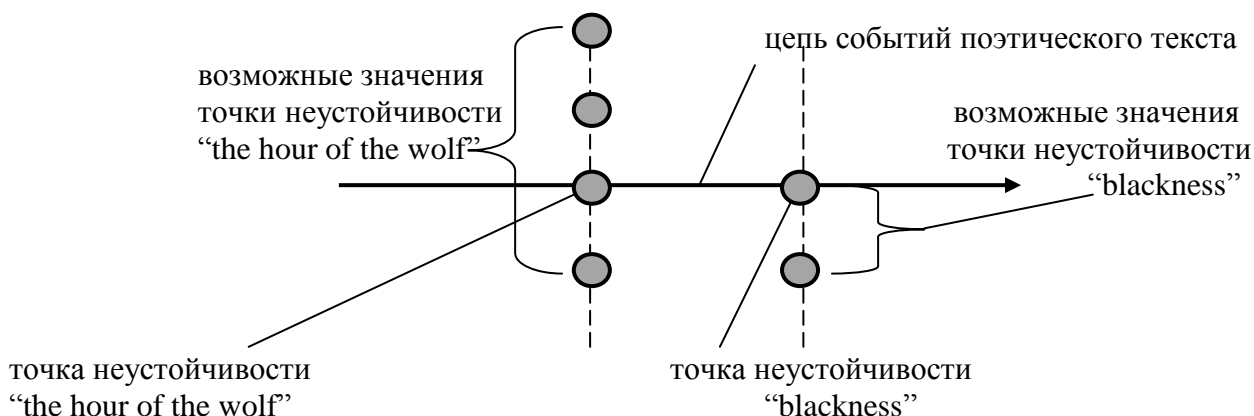 цепь событий поэтического текста
возможные значения
точки неустойчивости
“the hour of the wolf”
возможные значения
точки неустойчивости
“blackness”
точка неустойчивости
“the hour of the wolf”
точка неустойчивости
“blackness”